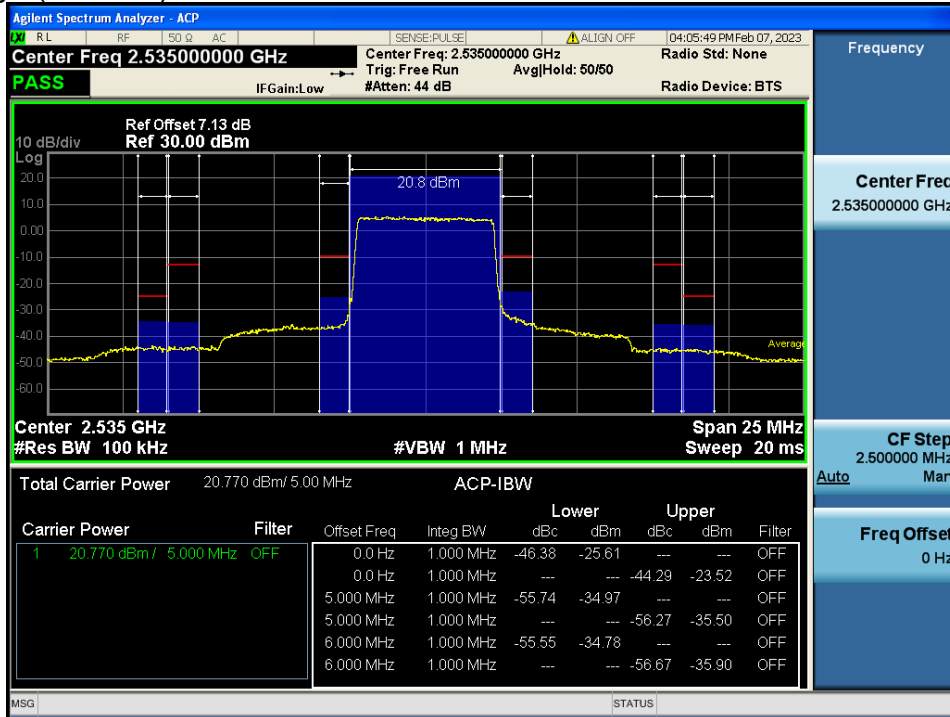 Agilent Spectrum Analyzer - ACP
LXI RL RF 50 Ω AC SENSE:PULSE ALIGN OFF 04:05:49 PM Feb 07, 2023
Center Freq 2.535000000 GHz
Center Freq: 2.535000000 GHz Radio Std: None
Trig: Free Run Avg|Hold: 50/50
PASS IFGain:Low #Atten: 44 dB Radio Device: BTS
Ref Offset 7.13 dB
10 dB/div Ref 30.00 dBm
Log
20.0
10.0
0.00
-10.0
-20.0
-30.0
-40.0
-50.0
-60.0
20.8 dBm
Average
Center 2.535 GHz Span 25 MHz
#Res BW 100 kHz #VBW 1 MHz Sweep 20 ms
Total Carrier Power 20.770 dBm/ 5.00 MHz ACP-IBW
Lower Upper
Carrier Power Filter Offset Freq Integ BW dBc dBm dBc dBm Filter
1 20.770 dBm / 5.000 MHz OFF 0.0 Hz 1.000 MHz -46.38 -25.61 --- --- OFF
0.0 Hz 1.000 MHz --- --- -44.29 -23.52 OFF
5.000 MHz 1.000 MHz -55.74 -34.97 --- --- OFF
5.000 MHz 1.000 MHz --- --- -56.27 -35.50 OFF
6.000 MHz 1.000 MHz -55.55 -34.78 --- --- OFF
6.000 MHz 1.000 MHz --- --- -56.67 -35.90 OFF
MSG STATUS
Frequency
Center Freq
2.535000000 GHz
CF Step
2.500000 MHz
Auto Man
Freq Offset
0 Hz